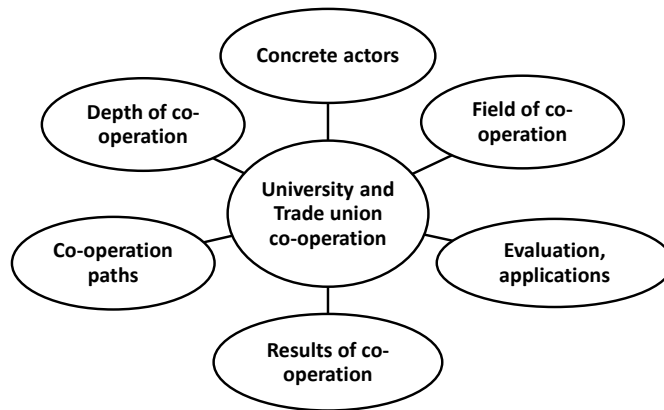 Concrete actors
Depth of co-
operation
Field of co-
operation
University and
Trade union
co-operation
Co-operation
paths
Evaluation,
applications
Results of co-
operation